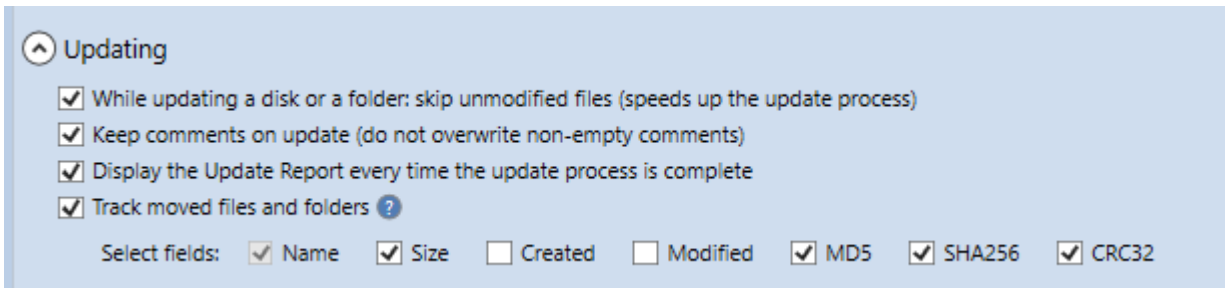 Updating
While updating a disk or a folder: skip unmodified files (speeds up the update process)
Keep comments on update (do not overwrite non-empty comments)
Display the Update Report every time the update process is complete
Track moved files and folders ?
Select fields: Name Size Created Modified MD5 SHA256 CRC32